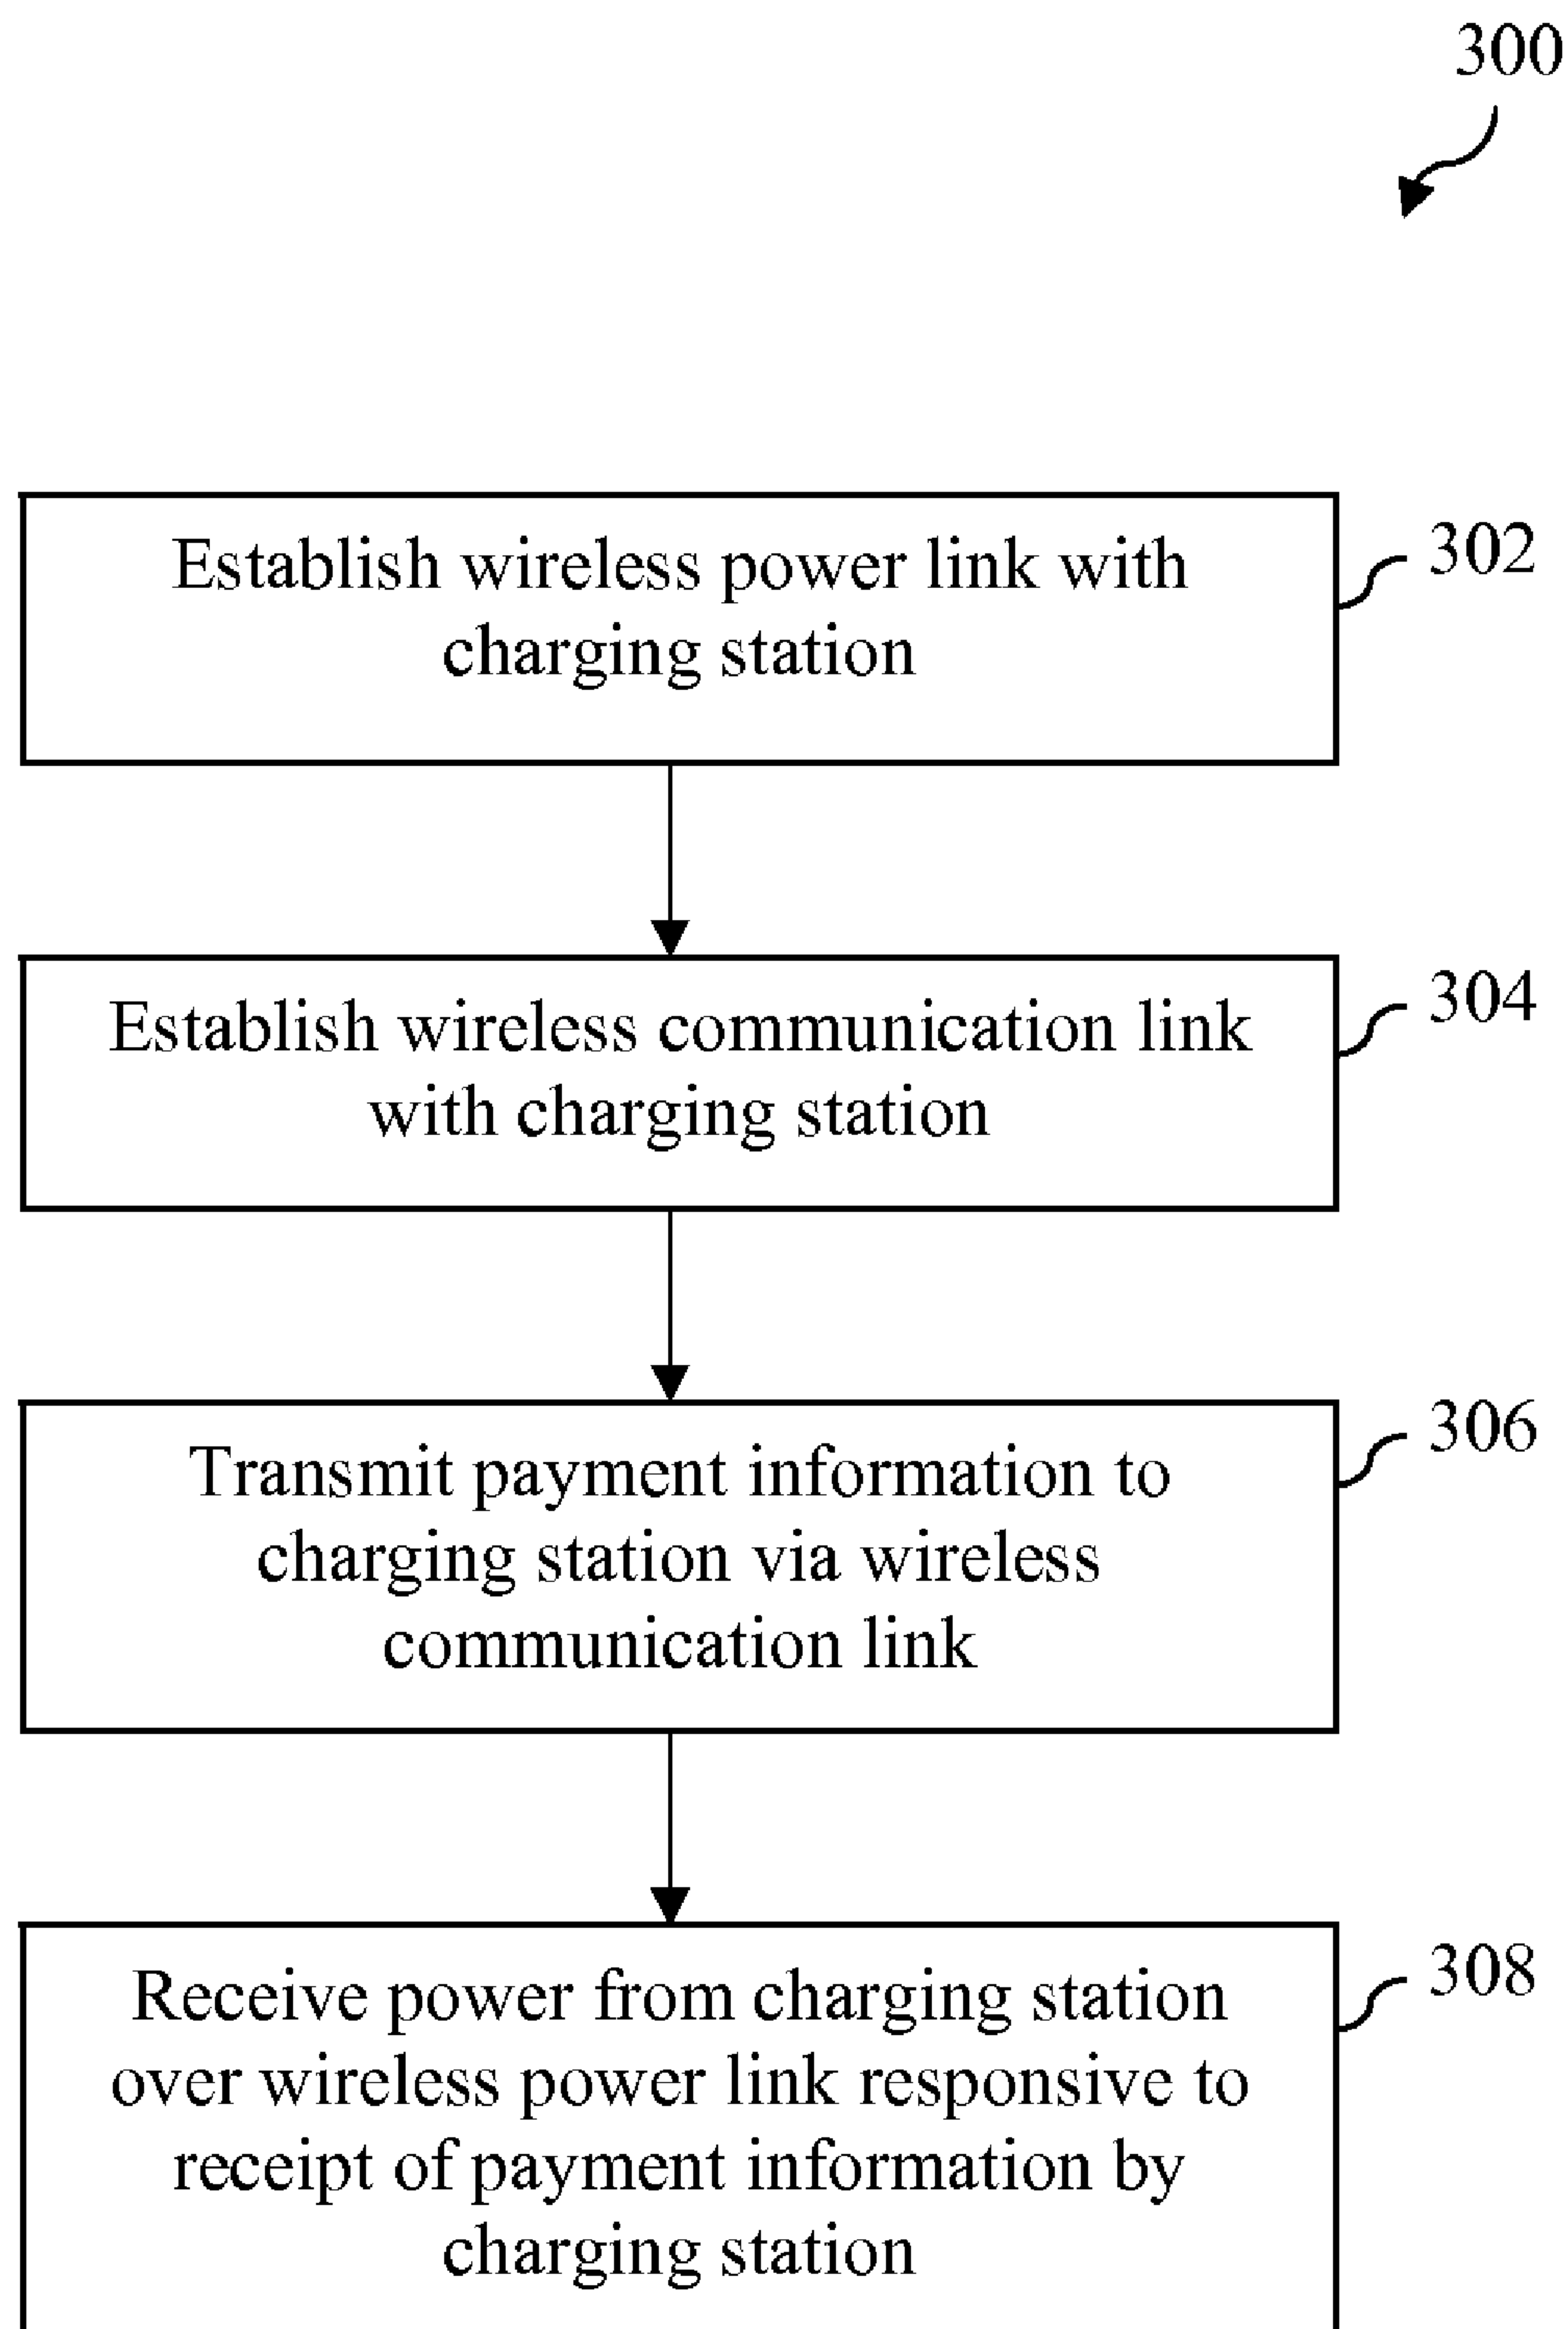 300
Establish wireless power link with
charging station
302
Establish wireless communication link
with charging station
304
Transmit payment information to
charging station via wireless
communication link
306
Receive power from charging station
over wireless power link responsive to
receipt of payment information by
charging station
308